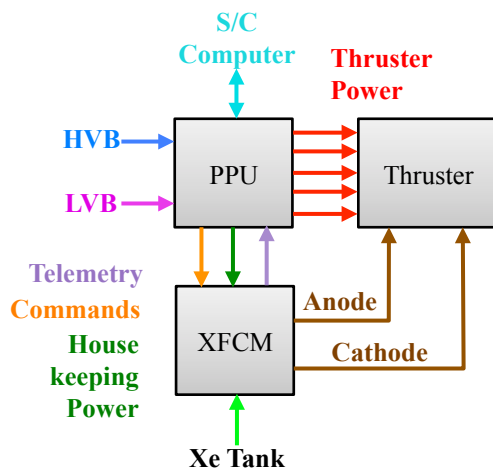 S/C
Computer
Thruster
Power
HVB
PPU
Thruster
LVB
Telemetry
Commands
House
keeping
Power
XFCM
Anode
Cathode
Xe Tank